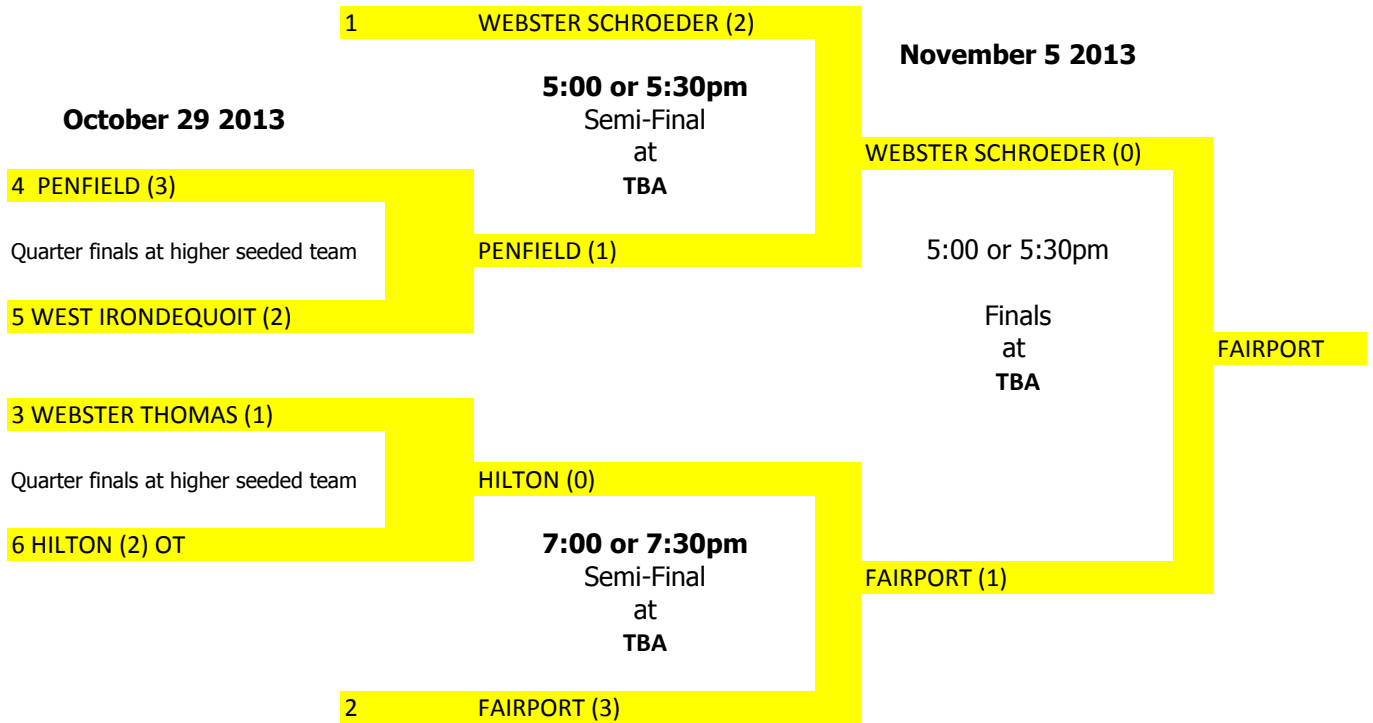 1 WEBSTER SCHROEDER (2)
November 5 2013
5:00 or 5:30pm
October 29 2013
Semi-Final
at
WEBSTER SCHROEDER (0)
4 PENFIELD (3)
TBA
Quarter finals at higher seeded team
PENFIELD (1)
5:00 or 5:30pm
5 WEST IRONDEQUOIT (2)
Finals
at
FAIRPORT
TBA
3 WEBSTER THOMAS (1)
Quarter finals at higher seeded team
HILTON (0)
6 HILTON (2) OT
7:00 or 7:30pm
Semi-Final
FAIRPORT (1)
at
TBA
2 FAIRPORT (3)